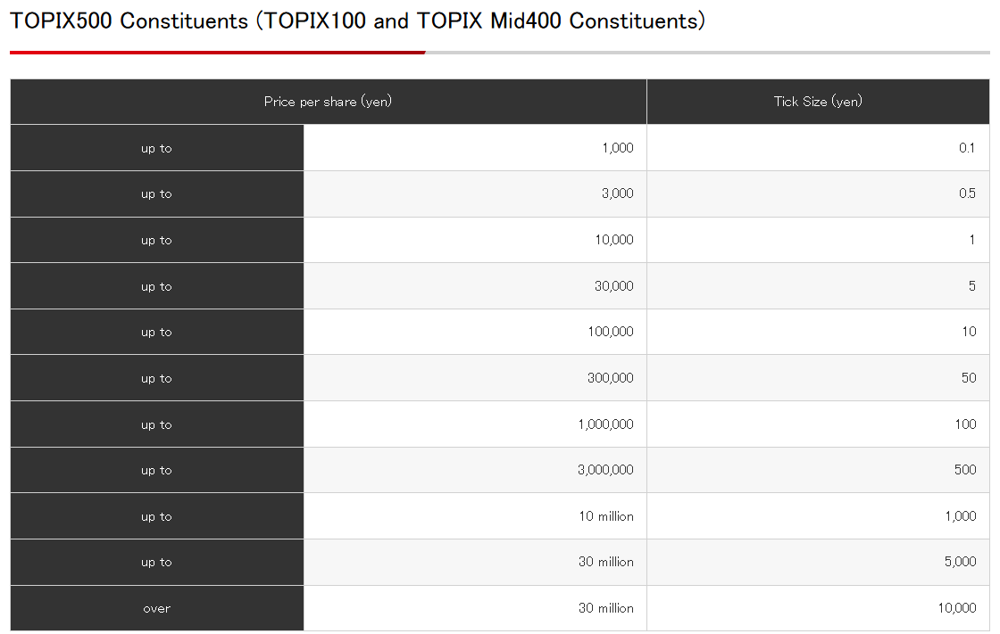 TOPIX500 Constituents (TOPIX100 and TOPIX Mid400 Constituents)
Price per share (yen) Tick Size (yen)
up to 1,000 0.1
up to 3,000 0.5
up to 10,000 1
up to 30,000 5
up to 100,000 10
up to 300,000 50
up to 1,000,000 100
up to 3,000,000 500
up to 10 million 1,000
up to 30 million 5,000
over 30 million 10,000